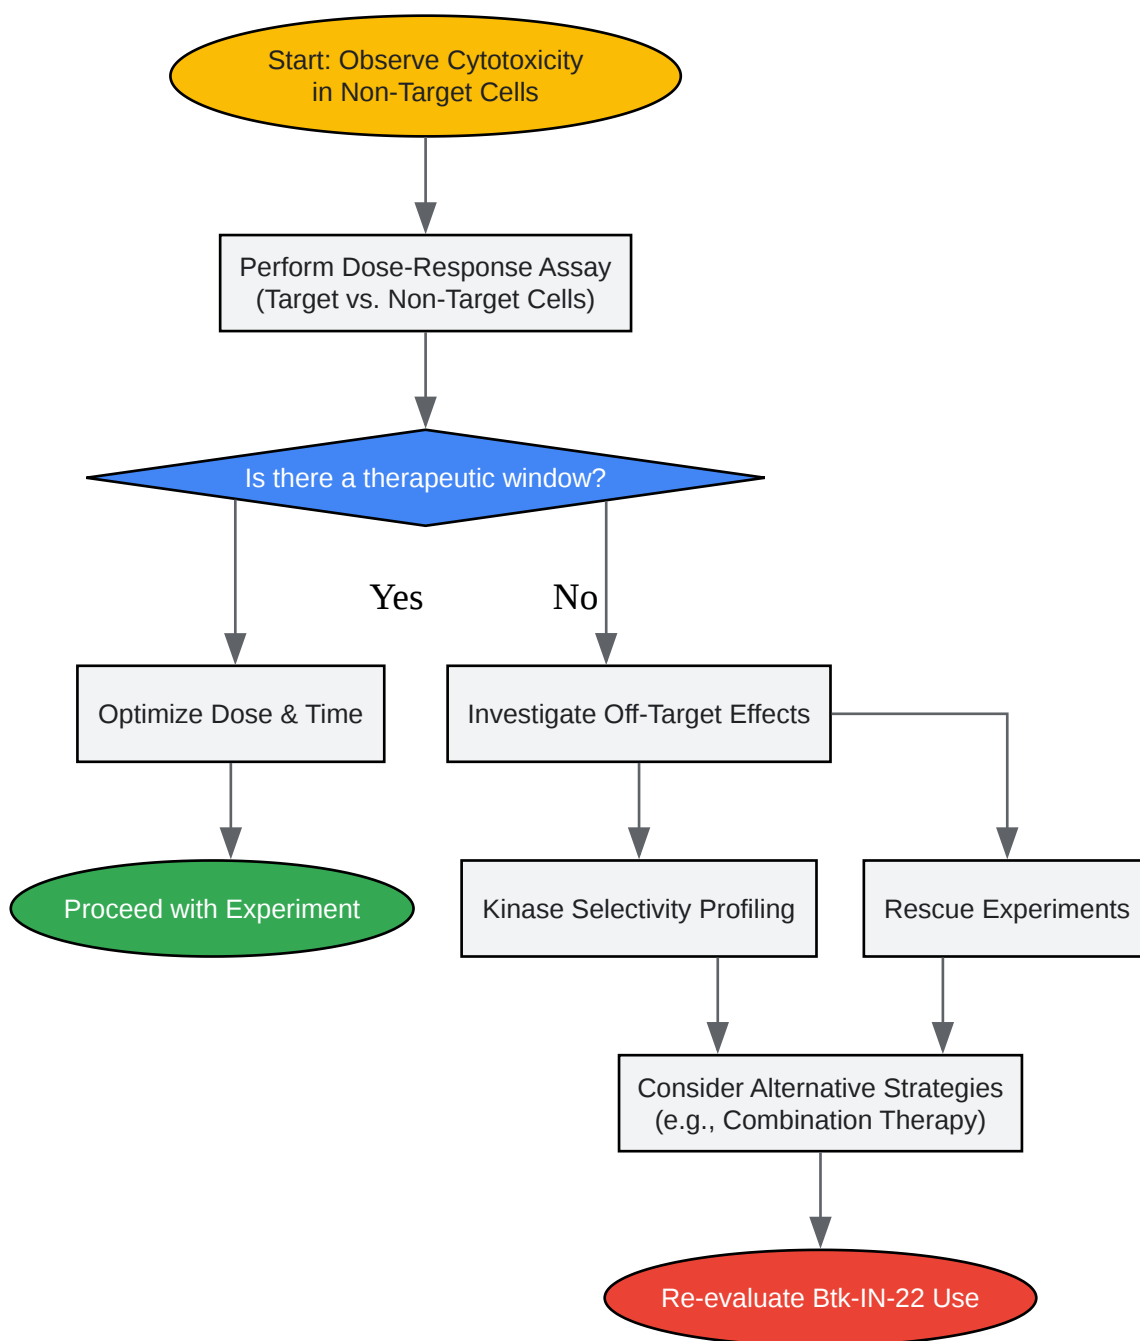 Start: Observe Cytotoxicity
in Non-Target Cells
Perform Dose-Response Assay
(Target vs. Non-Target Cells)
Is there a therapeutic window?
Yes
No
Optimize Dose & Time
Investigate Off-Target Effects
Proceed with Experiment
Kinase Selectivity Profiling
Rescue Experiments
Consider Alternative Strategies
(e.g., Combination Therapy)
Re-evaluate Btk-IN-22 Use